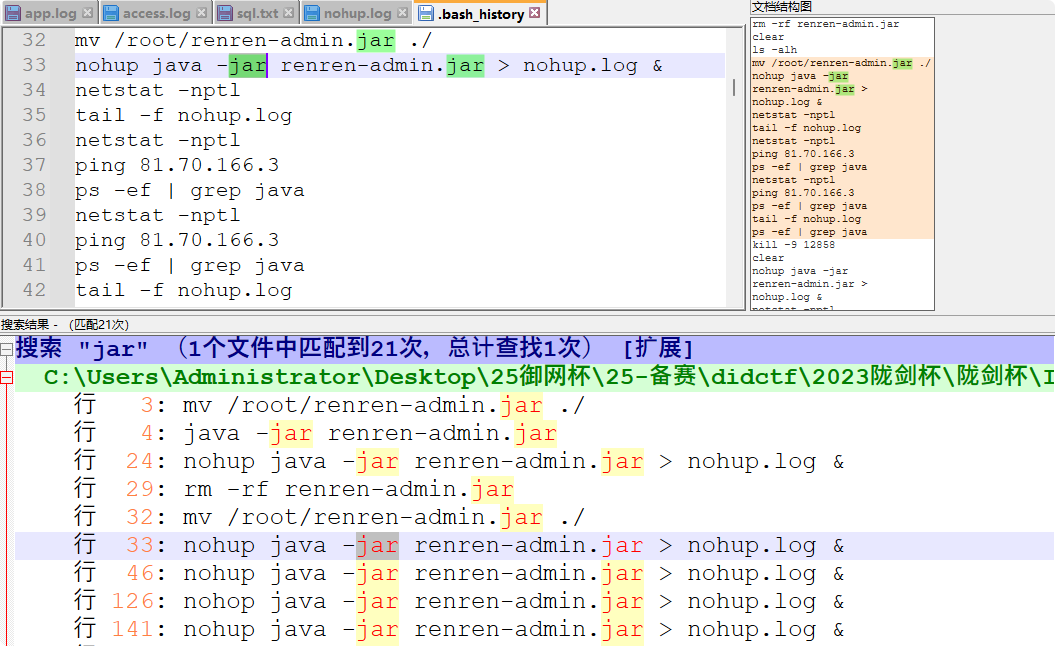 app.log access.log sql.txt nohup.log .bash_history
32 mv /root/renren-admin.jar ./
33 nohup java -jar renren-admin.jar > nohup.log &
34 netstat -nptl
35 tail -f nohup.log
36 netstat -nptl
37 ping 81.70.166.3
38 ps -ef | grep java
39 netstat -nptl
40 ping 81.70.166.3
41 ps -ef | grep java
42 tail -f nohup.log
文档结构图
rm -rf renren-admin.jar
clear
ls -alh
mv /root/renren-admin.jar ./
nohup java -jar
renren-admin.jar >
nohup.log &
netstat -nptl
tail -f nohup.log
netstat -nptl
ping 81.70.166.3
ps -ef | grep java
netstat -nptl
ping 81.70.166.3
ps -ef | grep java
tail -f nohup.log
ps -ef | grep java
kill -9 12858
clear
nohup java -jar
renren-admin.jar >
nohup.log &
netstat -nptl
搜索结果 - （匹配21次）
搜索 "jar" （1个文件中匹配到21次, 总计查找1次） [扩展]
C:\Users\Administrator\Desktop\25御网杯\25-备赛\didctf\2023陇剑杯\陇剑杯\I
行 3: mv /root/renren-admin.jar ./
行 4: java -jar renren-admin.jar
行 24: nohup java -jar renren-admin.jar > nohup.log &
行 29: rm -rf renren-admin.jar
行 32: mv /root/renren-admin.jar ./
行 33: nohup java -jar renren-admin.jar > nohup.log &
行 46: nohup java -jar renren-admin.jar > nohup.log &
行 126: nohop java -jar renren-admin.jar > nohup.log &
行 141: nohup java -jar renren-admin.jar > nohup.log &